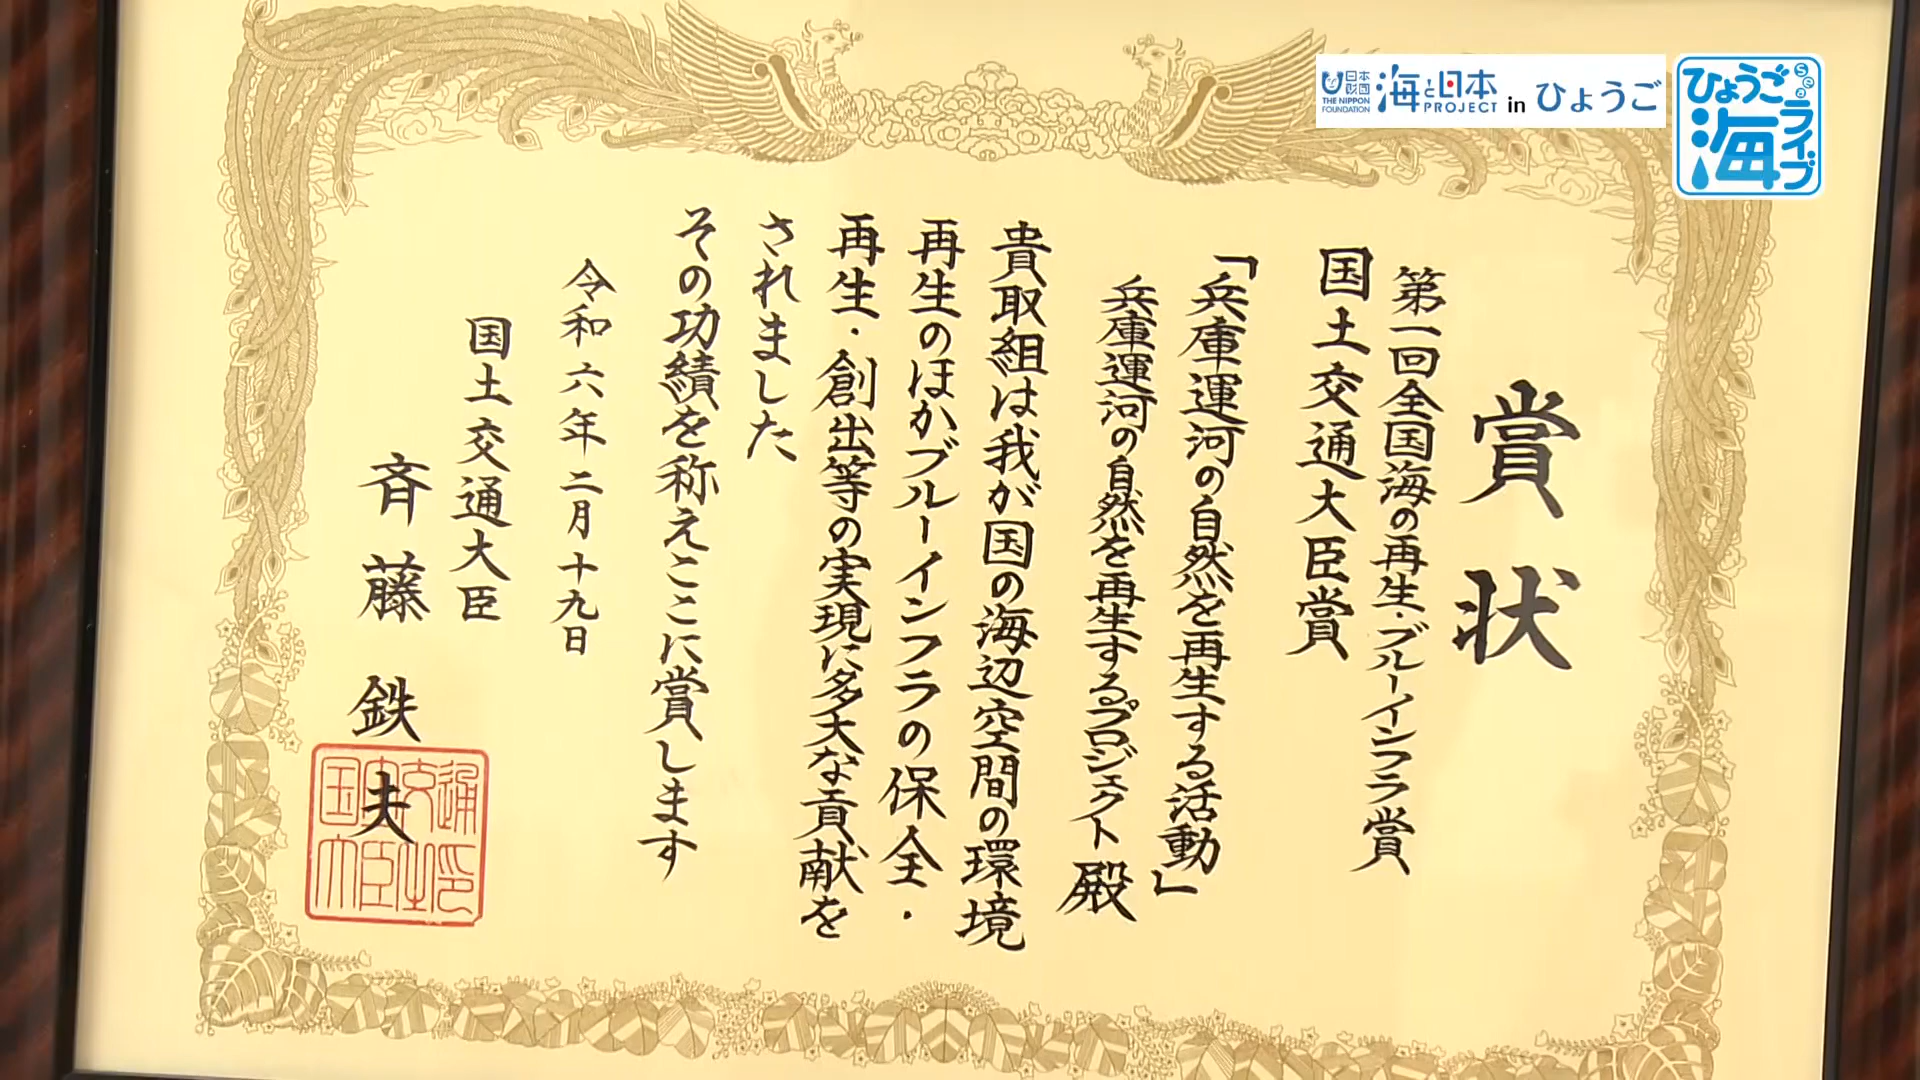 賞状
第一回全国海の再生・ブルーインフラ賞
国土交通大臣賞
「兵庫運河の自然を再生する活動」
兵庫運河の自然を再生するプロジェクト 殿
貴取組は我が国の海辺空間の環境
再生のほかブルーインフラの保全・
再生・創出等の実現に多大な貢献を
されました
その功績を称えここに賞します
令和六年二月十九日
国土交通大臣
斉藤鉄夫
日本財団
THE NIPPON FOUNDATION
海と日本
PROJECT
in ひょうご
ひょうご
海
ライブ